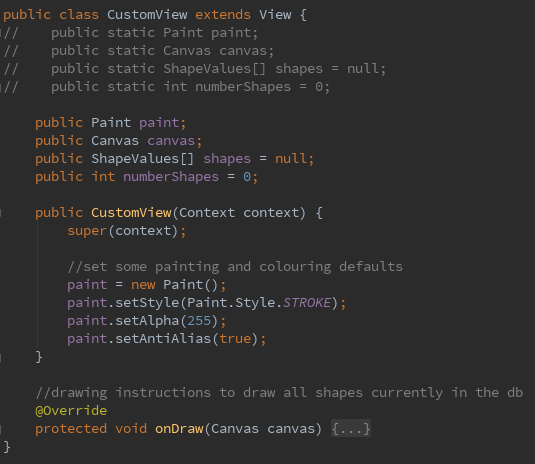 public class CustomView extends View {
//    public static Paint paint;
//    public static Canvas canvas;
//    public static ShapeValues[] shapes = null;
//    public static int numberShapes = 0;
    public Paint paint;
    public Canvas canvas;
    public ShapeValues[] shapes = null;
    public int numberShapes = 0;
    public CustomView(Context context) {
        super(context);
        //set some painting and colouring defaults
        paint = new Paint();
        paint.setStyle(Paint.Style.STROKE);
        paint.setAlpha(255);
        paint.setAntiAlias(true);
    }
    //drawing instructions to draw all shapes currently in the db
    @Override
    protected void onDraw(Canvas canvas) {...}
}